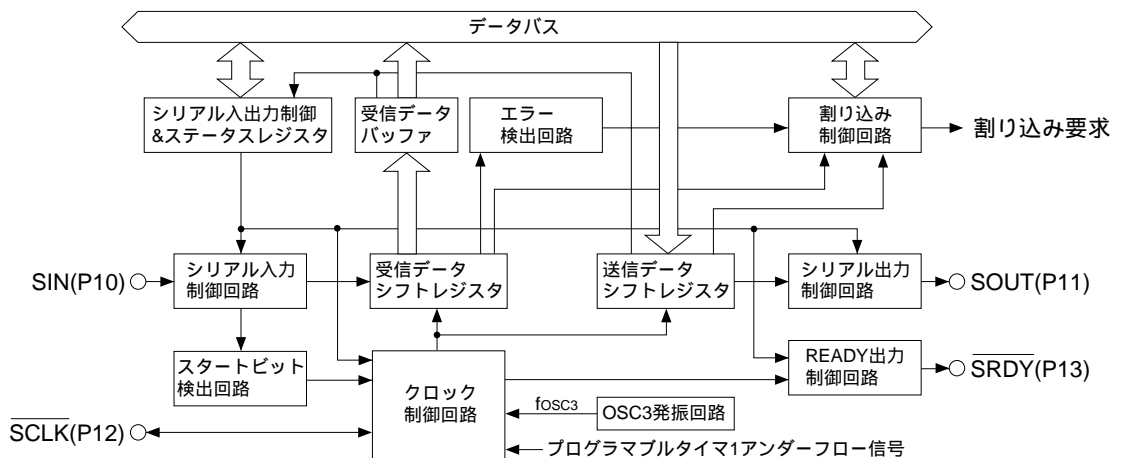 データバス
シリアル入出力制御
&ステータスレジスタ
受信データ
バッファ
エラー
検出回路
割り込み
制御回路
割り込み要求
SIN(P10)
シリアル入力
制御回路
受信データ
シフトレジスタ
送信データ
シフトレジスタ
シリアル出力
制御回路
SOUT(P11)
スタートビット
検出回路
クロック
制御回路
READY出力
制御回路
SRDY(P13)
fOSC3
OSC3発振回路
SCLK(P12)
プログラマブルタイマ1アンダーフロー信号